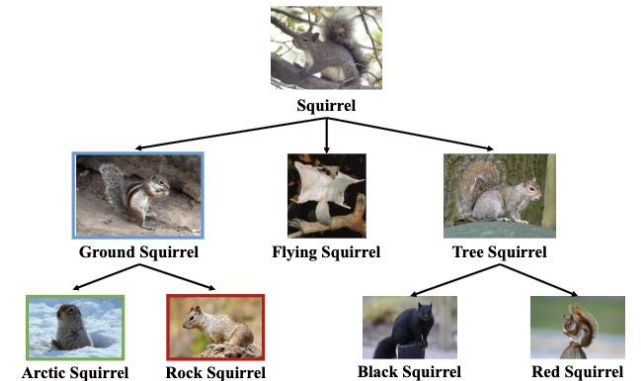 Squirrel
Ground Squirrel
Flying Squirrel
Tree Squirrel
Arctic Squirrel
Rock Squirrel
Black Squirrel
Red Squirrel